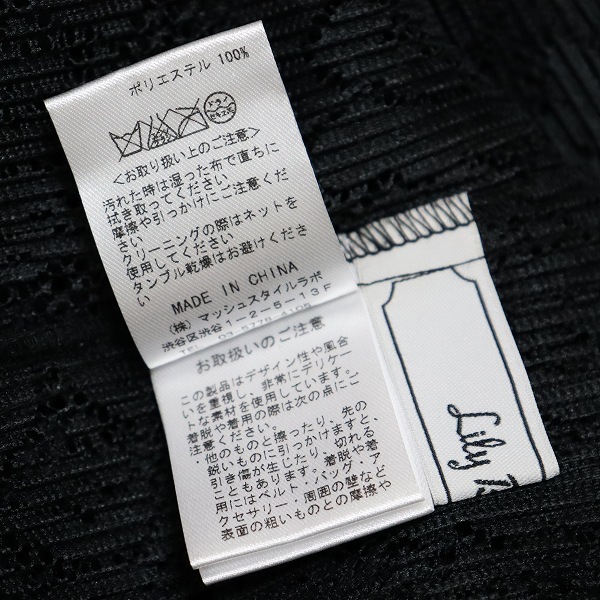 ポリエステル 100%
<お取り扱い上のご注意>
汚れた時は湿った布で直ちに
拭き取ってください
摩擦や引っかけにご注意くだ
さい
クリーニングの際はネットを
使用してください
タンブル乾燥はお避けくださ
い
MADE IN CHINA
(株)マッシュスタイルラボ
渋谷区渋谷1-2-5-13F
お取扱いのご注意
この製品はデザイン性や風合
いを重視し、非常にデリケー
トな素材を使用しています。
着脱や着用の際は次の点にご
注意ください。
・他のものと擦ったり、先の
鋭いものに引っかけますと、
引き傷が生じたり、切れる
こともあります。着脱や着
用にはベルト・バッグ・ア
クセサリー・周囲の壁など
表面の粗いものとの摩擦や
Lily